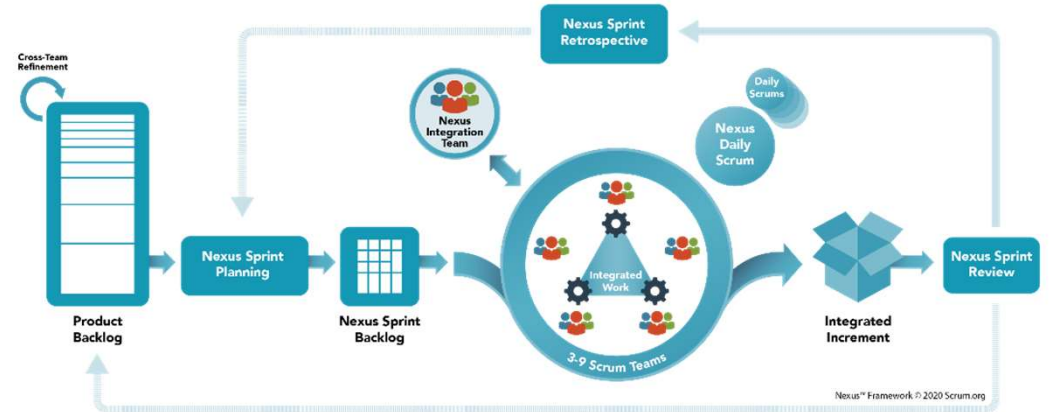 Nexus Sprint
Retrospective
Cross-Team
Refinement
Nexus
Integration
Team
Daily
Scrums
Nexus
Daily
Scrum
Nexus Sprint
Planning
Integrated
Work
Nexus Sprint
Review
Product
Backlog
Nexus Sprint
Backlog
3-9 Scrum Teams
Integrated
Increment
Nexus™ Framework © 2020 Scrum.org